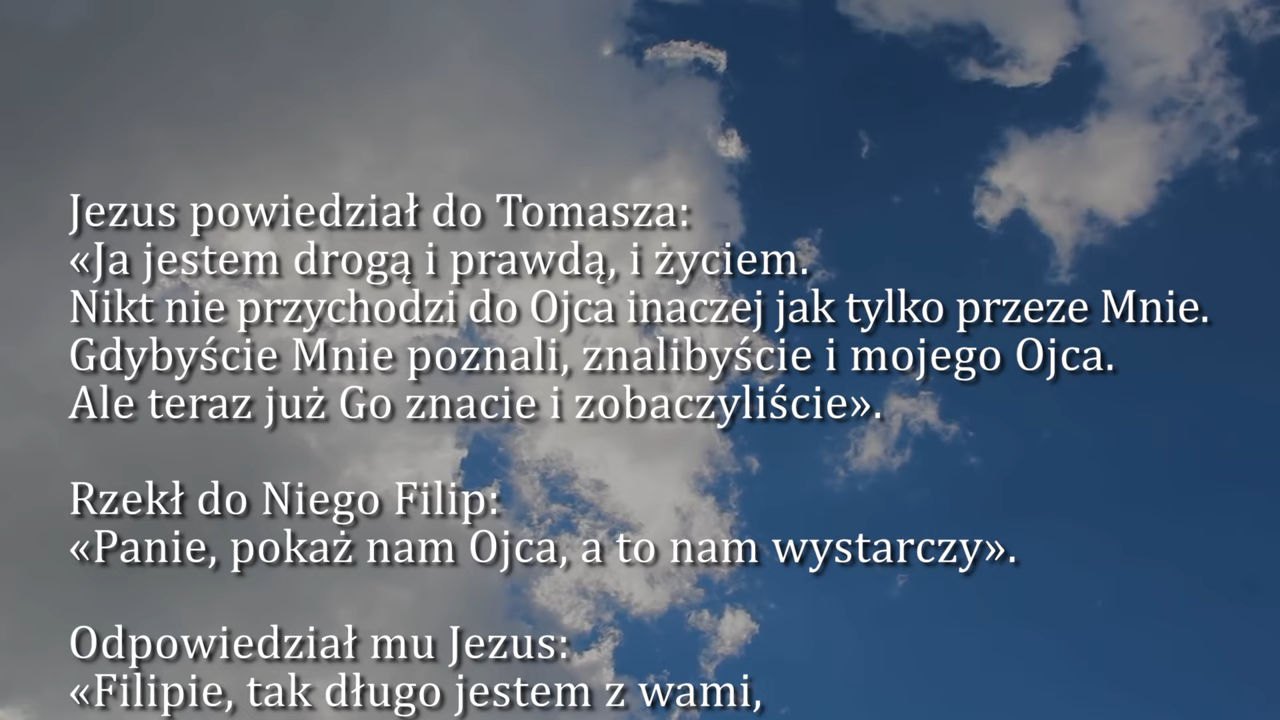 Jezus powiedział do Tomasza:
«Ja jestem drogą i prawdą, i życiem.
Nikt nie przychodzi do Ojca inaczej jak tylko przeze Mnie.
Gdybyście Mnie poznali, znalibyście i mojego Ojca.
Ale teraz już Go znacie i zobaczyliście».
Rzekł do Niego Filip:
«Panie, pokaż nam Ojca, a to nam wystarczy».
Odpowiedział mu Jezus:
«Filipie, tak długo jestem z wami,